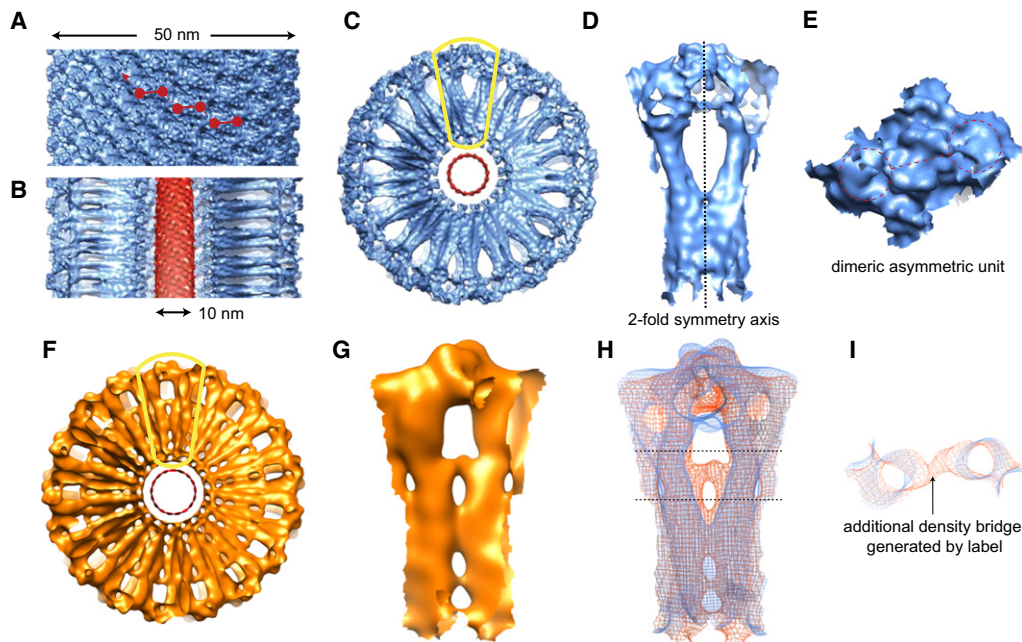 A
50 nm
B
10 nm
C
D
2-fold symmetry axis
E
dimeric asymmetric unit
F
G
H
I
additional density bridge
generated by label